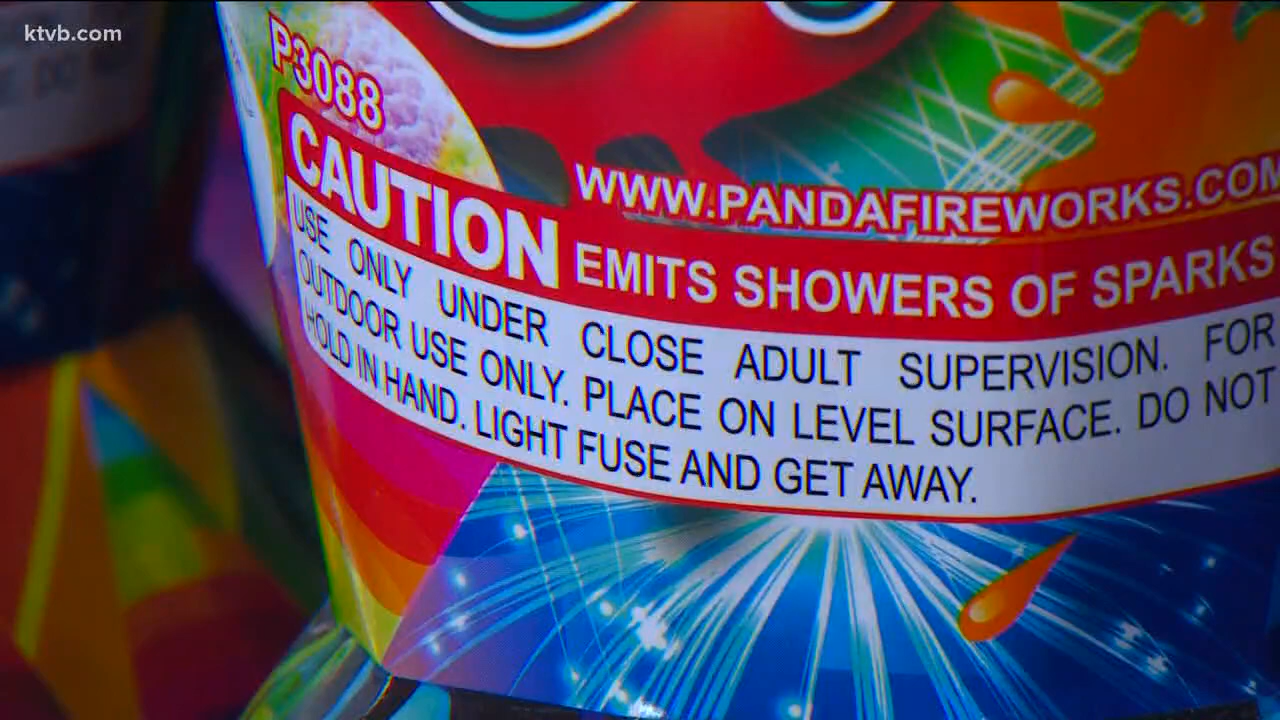 ktvb.com
P3088
WWW.PANDAFIREWORKS.COM
CAUTION EMITS SHOWERS OF SPARKS
USE ONLY UNDER CLOSE ADULT SUPERVISION. FOR
OUTDOOR USE ONLY. PLACE ON LEVEL SURFACE. DO NOT
HOLD IN HAND. LIGHT FUSE AND GET AWAY.